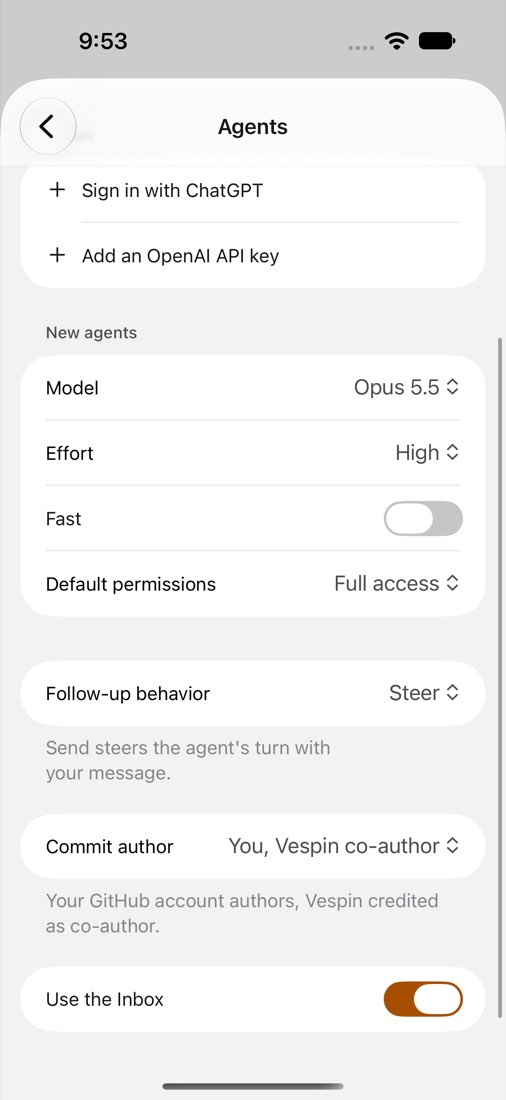 9:53
Agents
Sign in with ChatGPT
Add an OpenAI API key
New agents
Model
Opus 5.5
Effort
High
Fast
Default permissions
Full access
Follow-up behavior
Steer
Send steers the agent's turn with
your message.
Commit author
You, Vespin co-author
Your GitHub account authors, Vespin credited
as co-author.
Use the Inbox